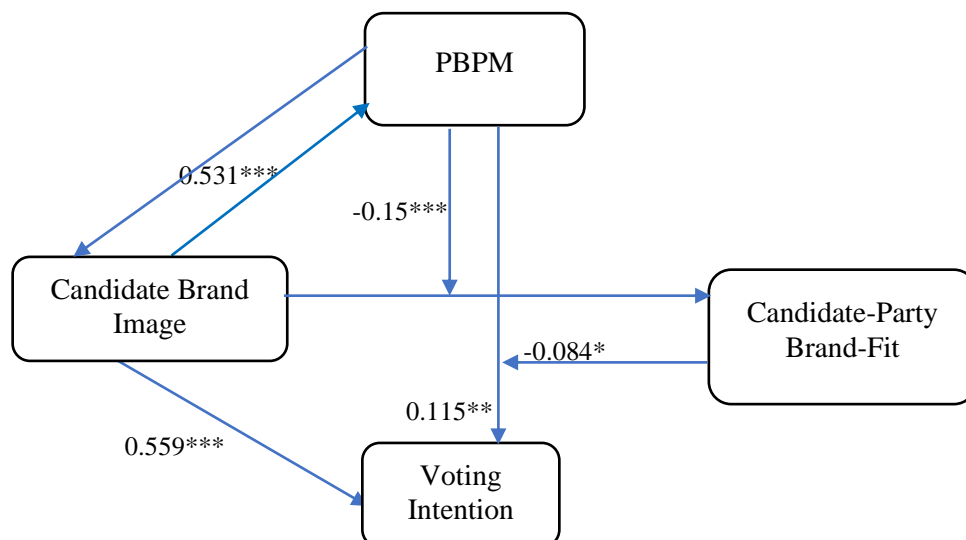 PBPM
0.531***
-0.15***
Candidate Brand
Image
Candidate-Party
Brand-Fit
-0.084*
0.115**
0.559***
Voting
Intention